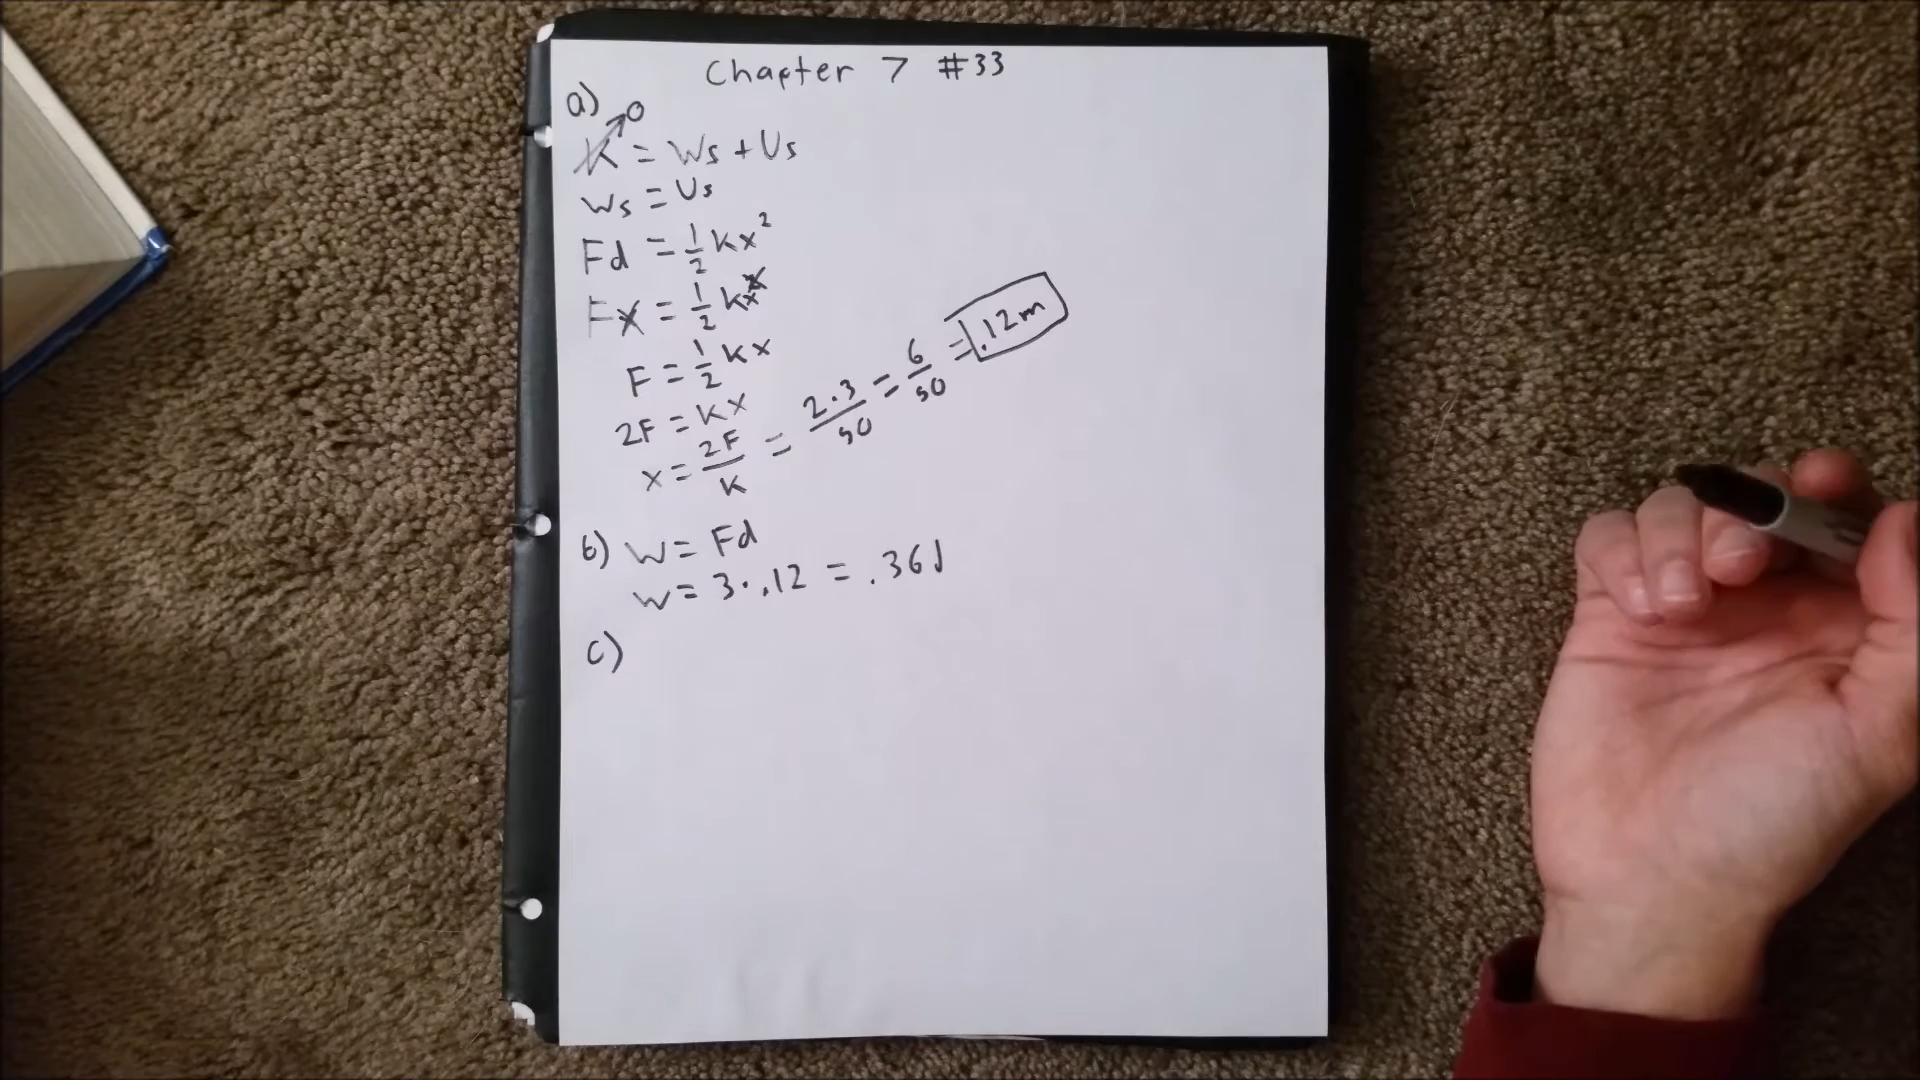 Chapter 7 #33
a)
K → 0 = Ws + Us
Ws = Us
Fd = 1/2 kx²
Fx = 1/2 kx²
F = 1/2 kx
2F = kx
x = 2F/K = 2·3/50 = 6/50 = .12m
b) W = Fd
W = 3·.12 = .36J
c)